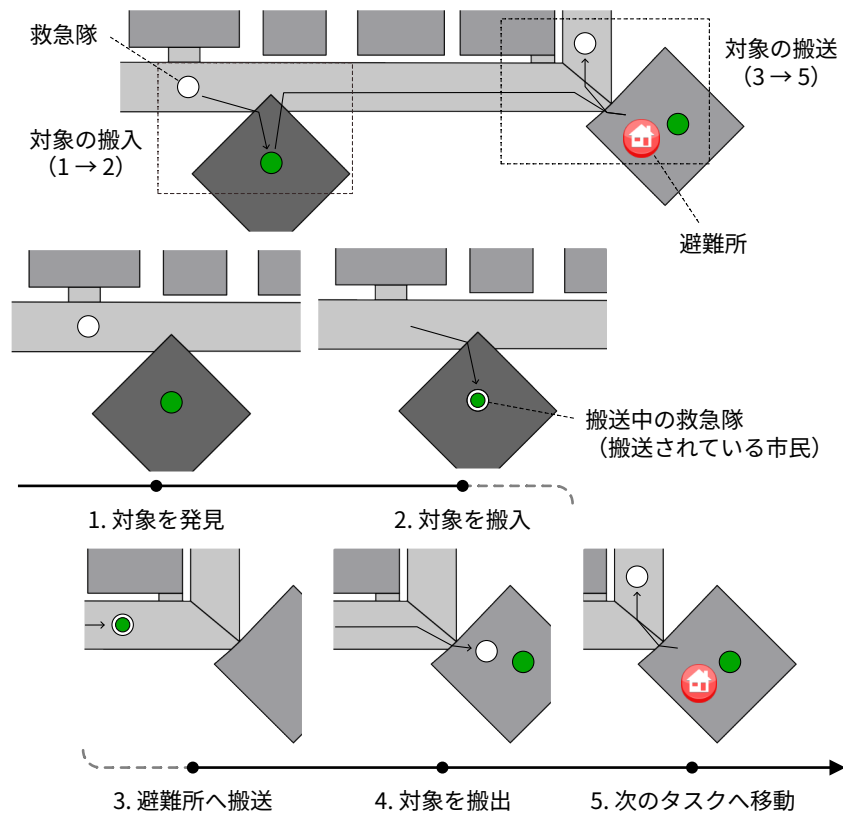 救急隊
対象の搬入
（1 → 2）
対象の搬送
（3 → 5）
避難所
搬送中の救急隊
（搬送されている市民）
1. 対象を発見
2. 対象を搬入
3. 避難所へ搬送
4. 対象を搬出
5. 次のタスクへ移動